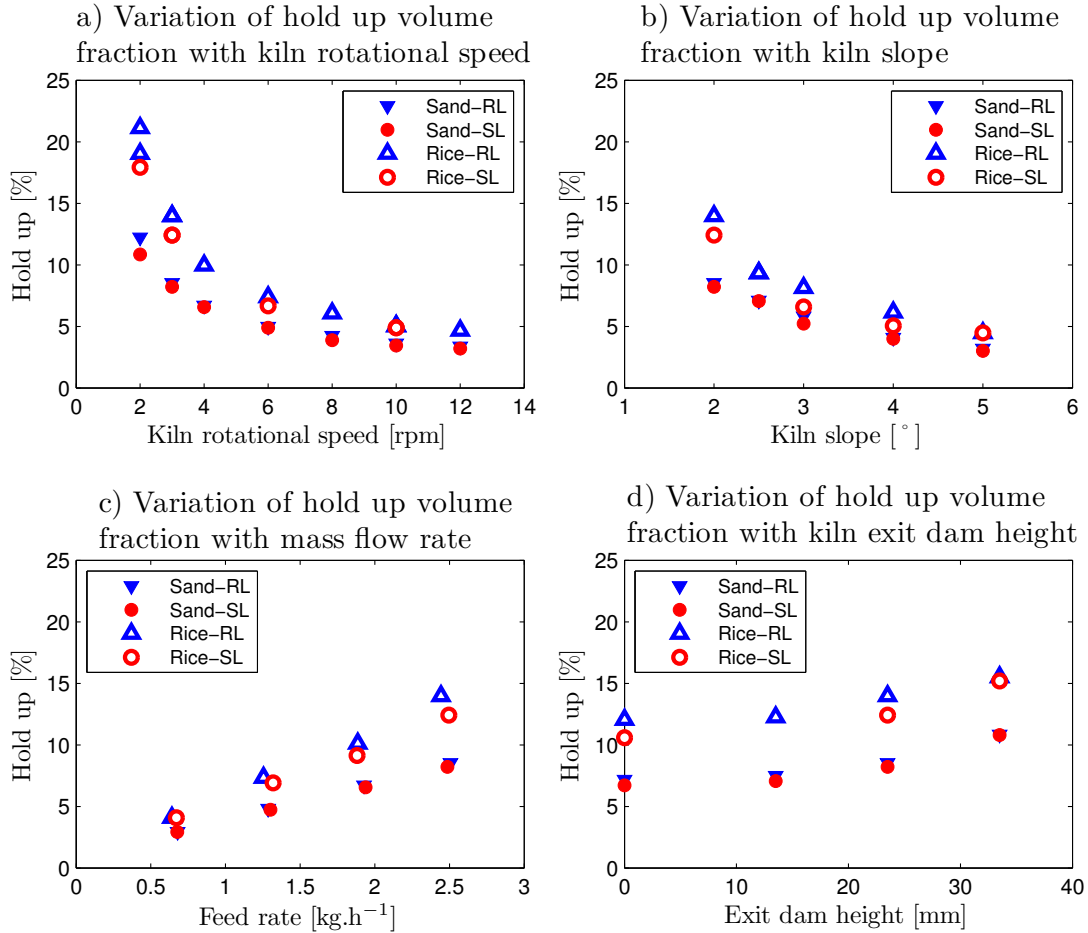 a) Variation of hold up volume
fraction with kiln rotational speed
25
20
15
10
5
0
Hold up [%]
Sand−RL
Sand−SL
Rice−RL
Rice−SL
0 2 4 6 8 10 12 14
Kiln rotational speed [rpm]
b) Variation of hold up volume
fraction with kiln slope
25
20
15
10
5
0
Hold up [%]
Sand−RL
Sand−SL
Rice−RL
Rice−SL
1 2 3 4 5 6
Kiln slope [°]
c) Variation of hold up volume
fraction with mass flow rate
25
20
15
10
5
0
Hold up [%]
Sand−RL
Sand−SL
Rice−RL
Rice−SL
0 0.5 1 1.5 2 2.5 3
Feed rate [kg.h⁻¹]
d) Variation of hold up volume
fraction with kiln exit dam height
25
20
15
10
5
0
Hold up [%]
Sand−RL
Sand−SL
Rice−RL
Rice−SL
0 10 20 30 40
Exit dam height [mm]